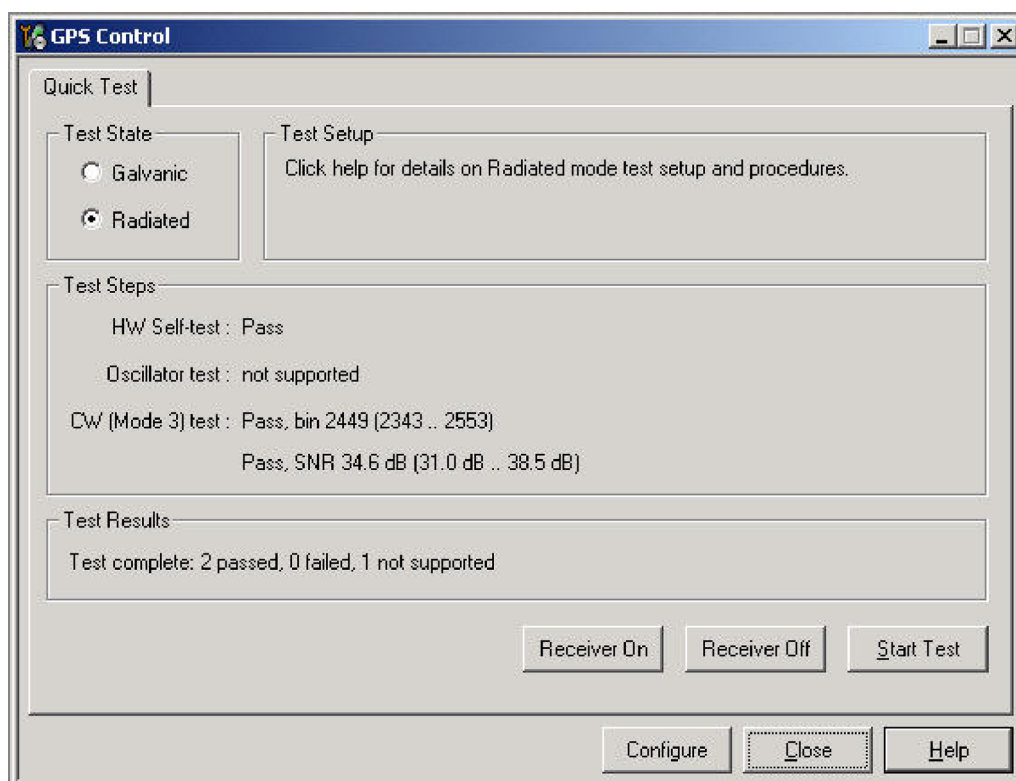 GPS Control
Quick Test
Test State
Galvanic
Radiated
Test Setup
Click help for details on Radiated mode test setup and procedures.
Test Steps
HW Self-test : Pass
Oscillator test : not supported
CW (Mode 3) test : Pass, bin 2449 (2343 .. 2553)
Pass, SNR 34.6 dB (31.0 dB .. 38.5 dB)
Test Results
Test complete: 2 passed, 0 failed, 1 not supported
Receiver On Receiver Off Start Test
Configure Close Help